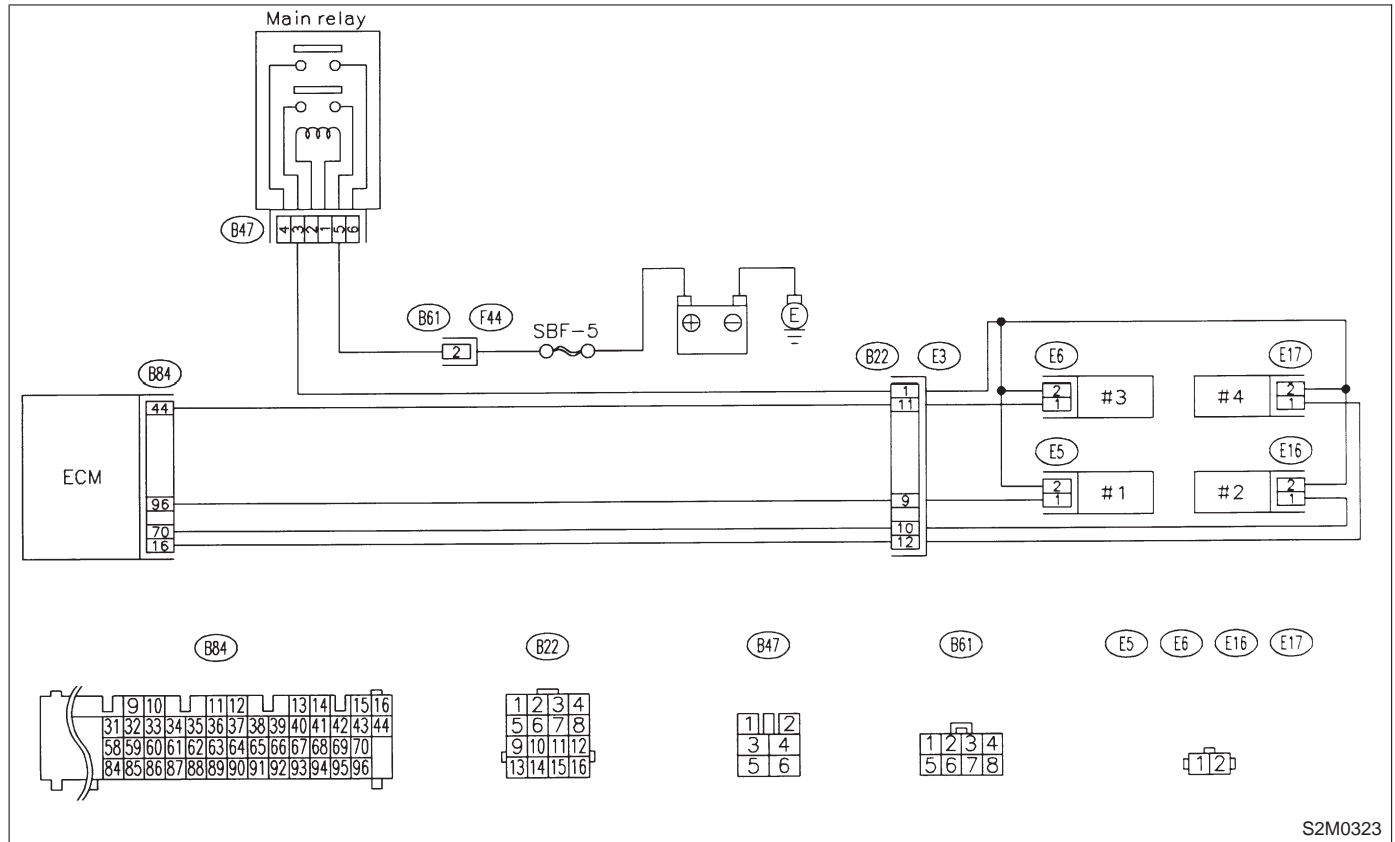 Main relay
B47
4 3 2 1 5 6
B61 F44 SBF-5
2
⊕ ⊖
E
B84
B22 E3
E6
E17
44
1
11
2
1
#3
#4
2
1
ECM
E5
E16
96
9
2
1
#1
#2
2
1
70
16
10
12
B84
B22
B47
B61
E5 E6 E16 E17
9 10 11 12 13 14 15 16
31 32 33 34 35 36 37 38 39 40 41 42 43 44
58 59 60 61 62 63 64 65 66 67 68 69 70
84 85 86 87 88 89 90 91 92 93 94 95 96
1 2 3 4
5 6 7 8
9 10 11 12
13 14 15 16
1 2
3 4
5 6
1 2 3 4
5 6 7 8
1 2
S2M0323